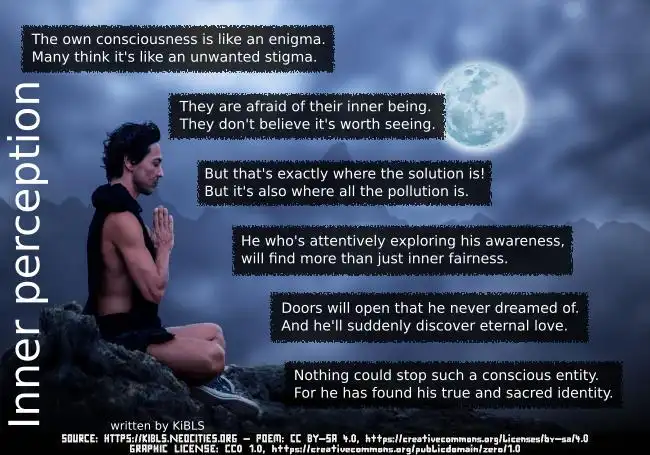 Inner perception
The own consciousness is like an enigma.
Many think it's like an unwanted stigma.
They are afraid of their inner being.
They don't believe it's worth seeing.
But that's exactly where the solution is!
But it's also where all the pollution is.
He who's attentively exploring his awareness,
will find more than just inner fairness.
Doors will open that he never dreamed of.
And he'll suddenly discover eternal love.
Nothing could stop such a conscious entity.
For he has found his true and sacred identity.
written by KiBLS
SOURCE: HTTPS://KIBLS.NEOCITIES.ORG – POEM: CC BY-SA 4.0, https://creativecommons.org/licenses/by-sa/4.0
GRAPHIC LICENSE: CC0 1.0, https://creativecommons.org/publicdomain/zero/1.0